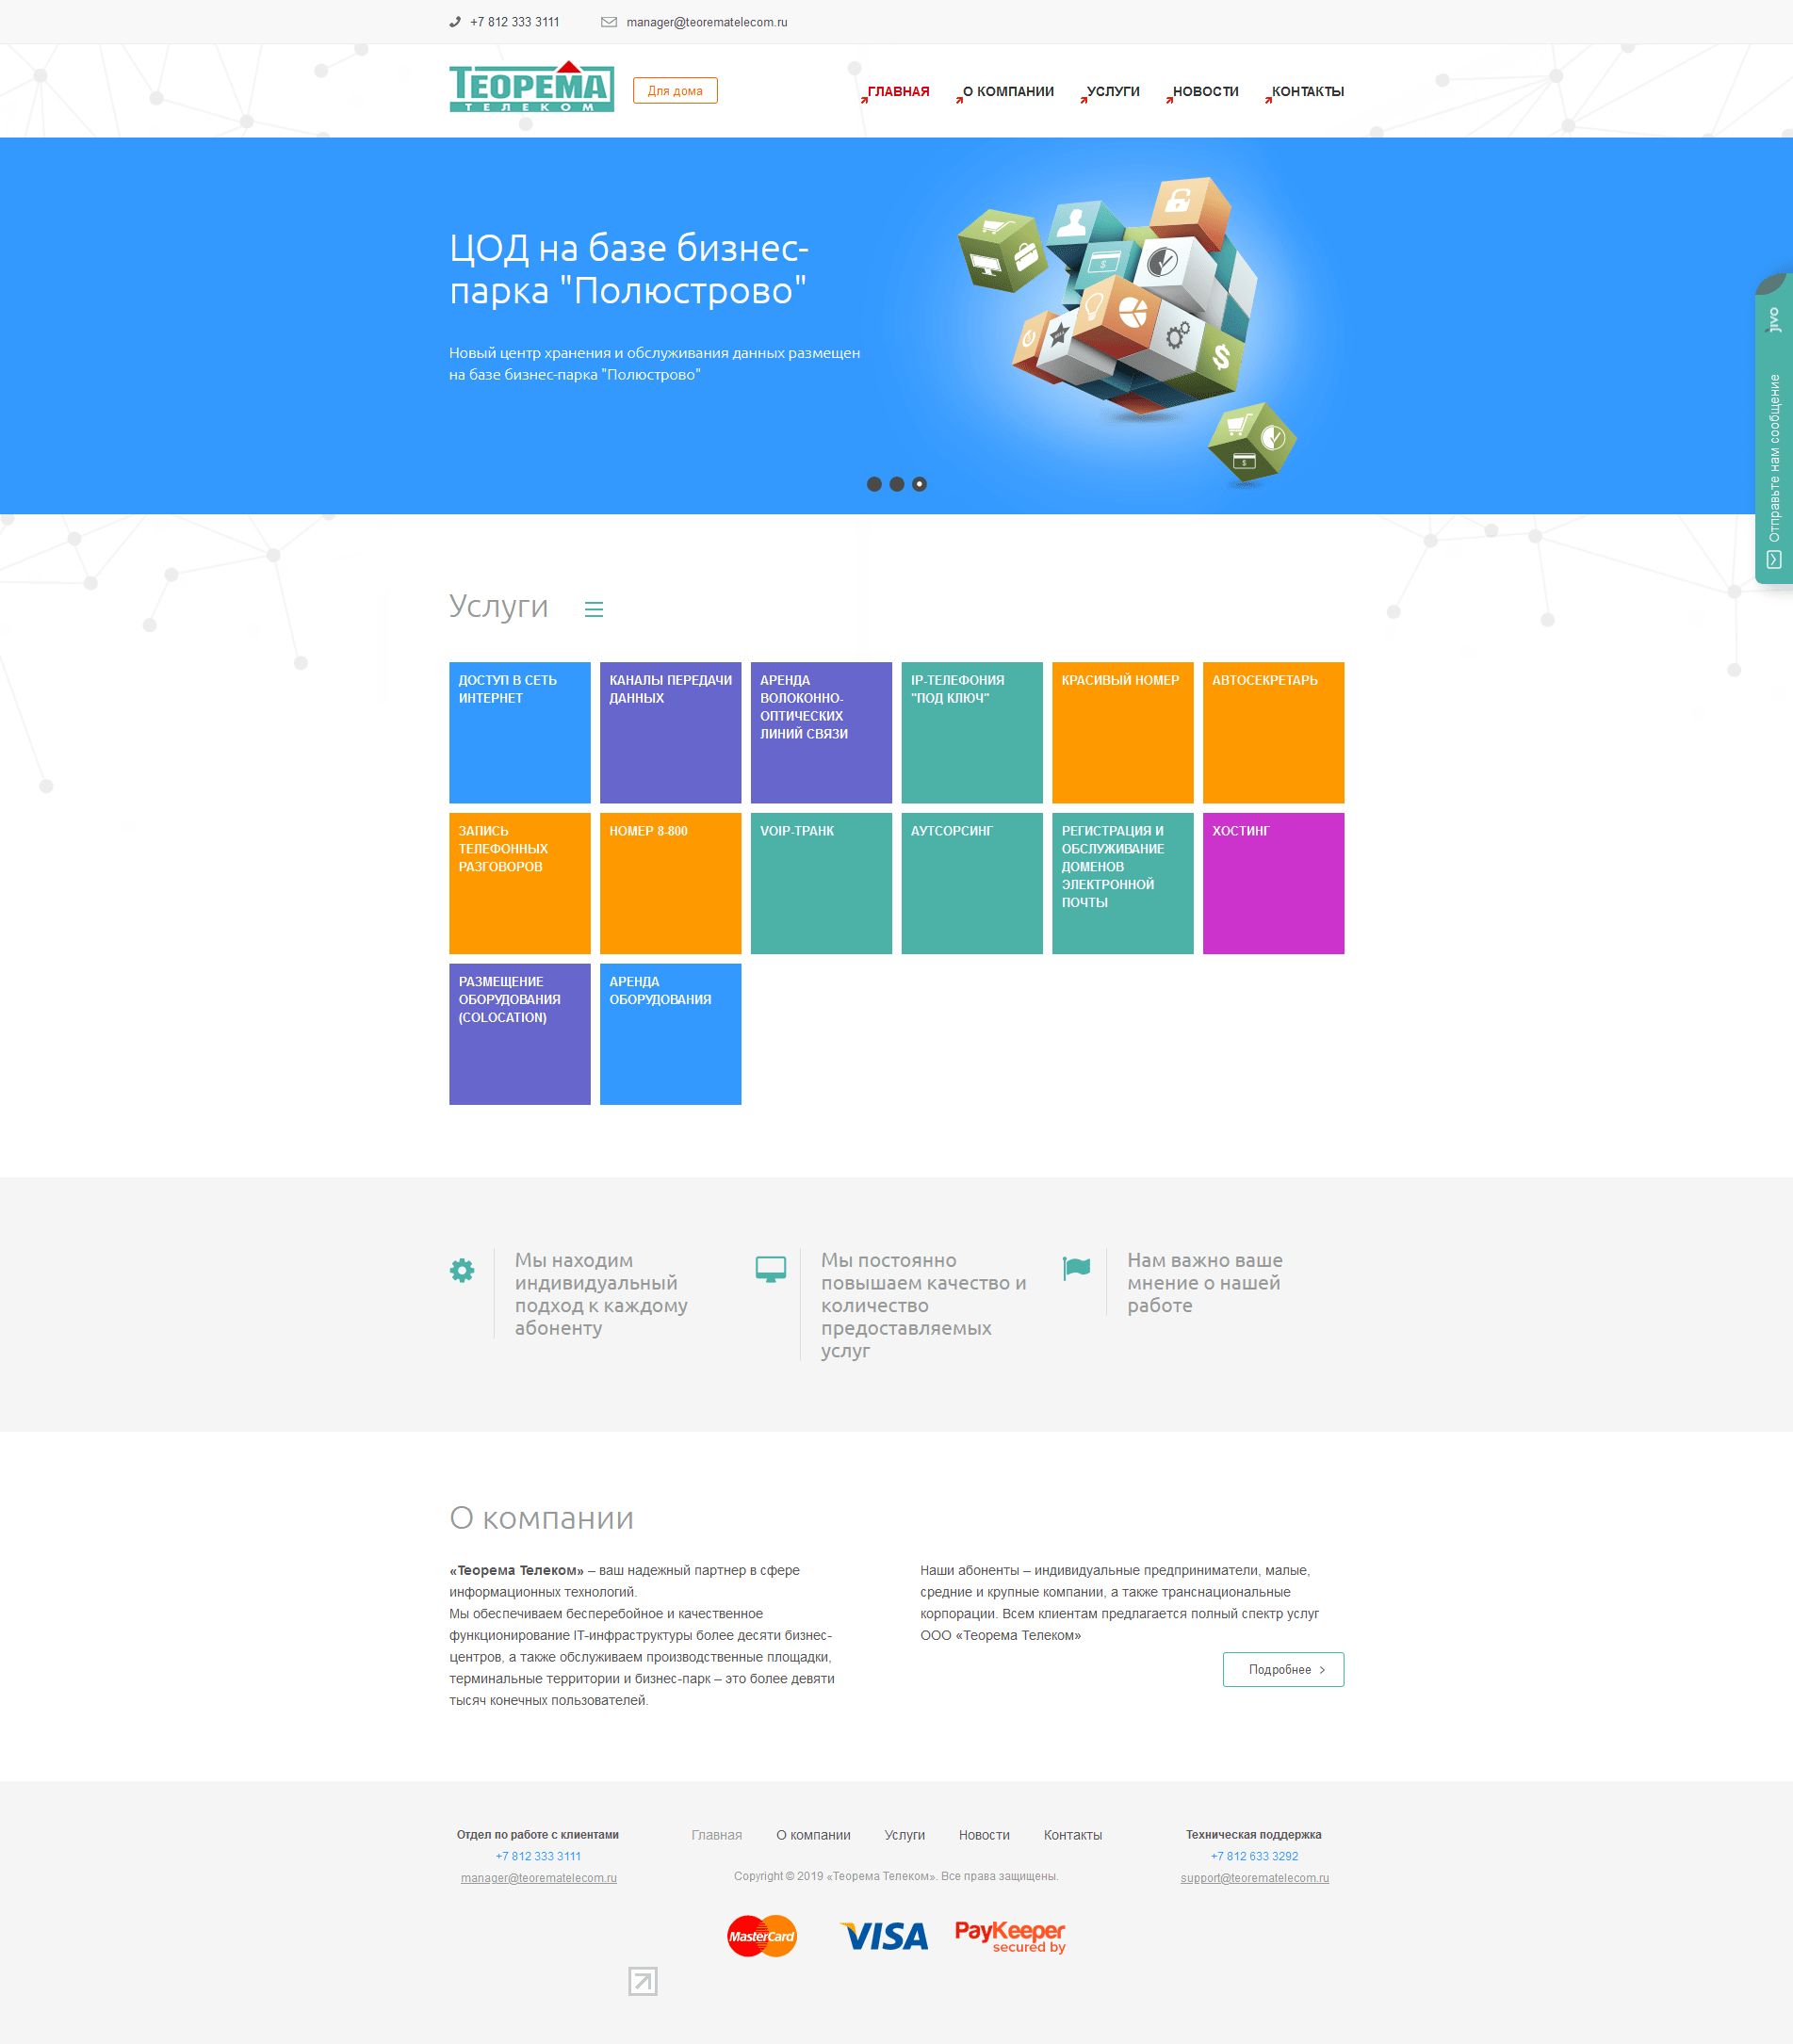 +7 812 333 3111
manager@teorematelecom.ru
ТЕОРЕМА
ТЕЛЕКОМ
Для дома
ГЛАВНАЯ
О КОМПАНИИ
УСЛУГИ
НОВОСТИ
КОНТАКТЫ
ЦОД на базе бизнес-
парка "Полюстрово"
Новый центр хранения и обслуживания данных размещен
на базе бизнес-парка "Полюстрово"
jivo
Отправьте нам сообщение
Услуги
ДОСТУП В СЕТЬ
ИНТЕРНЕТ
КАНАЛЫ ПЕРЕДАЧИ
ДАННЫХ
АРЕНДА
ВОЛОКОННО-
ОПТИЧЕСКИХ
ЛИНИЙ СВЯЗИ
IP-ТЕЛЕФОНИЯ
"ПОД КЛЮЧ"
КРАСИВЫЙ НОМЕР
АВТОСЕКРЕТАРЬ
ЗАПИСЬ
ТЕЛЕФОННЫХ
РАЗГОВОРОВ
НОМЕР 8-800
VOIP-ТРАНК
АУТСОРСИНГ
РЕГИСТРАЦИЯ И
ОБСЛУЖИВАНИЕ
ДОМЕНОВ
ЭЛЕКТРОННОЙ
ПОЧТЫ
ХОСТИНГ
РАЗМЕЩЕНИЕ
ОБОРУДОВАНИЯ
(COLOCATION)
АРЕНДА
ОБОРУДОВАНИЯ
Мы находим
индивидуальный
подход к каждому
абоненту
Мы постоянно
повышаем качество и
количество
предоставляемых
услуг
Нам важно ваше
мнение о нашей
работе
О компании
«Теорема Телеком» – ваш надежный партнер в сфере
информационных технологий.
Мы обеспечиваем бесперебойное и качественное
функционирование IT-инфраструктуры более десяти бизнес-
центров, а также обслуживаем производственные площадки,
терминальные территории и бизнес-парк – это более девяти
тысяч конечных пользователей.
Наши абоненты – индивидуальные предприниматели, малые,
средние и крупные компании, а также транснациональные
корпорации. Всем клиентам предлагается полный спектр услуг
ООО «Теорема Телеком»
Подробнее
Отдел по работе с клиентами
+7 812 333 3111
manager@teorematelecom.ru
Главная
О компании
Услуги
Новости
Контакты
Copyright © 2019 «Теорема Телеком». Все права защищены.
Техническая поддержка
+7 812 633 3292
support@teorematelecom.ru
MasterCard
VISA
PayKeeper
secured by